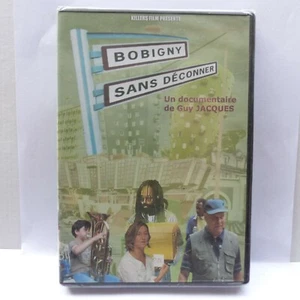 KILLERS FILM PRESENTE
BOBIGNY
SANS DÉCONNER
Un documentaire
de Guy JACQUES